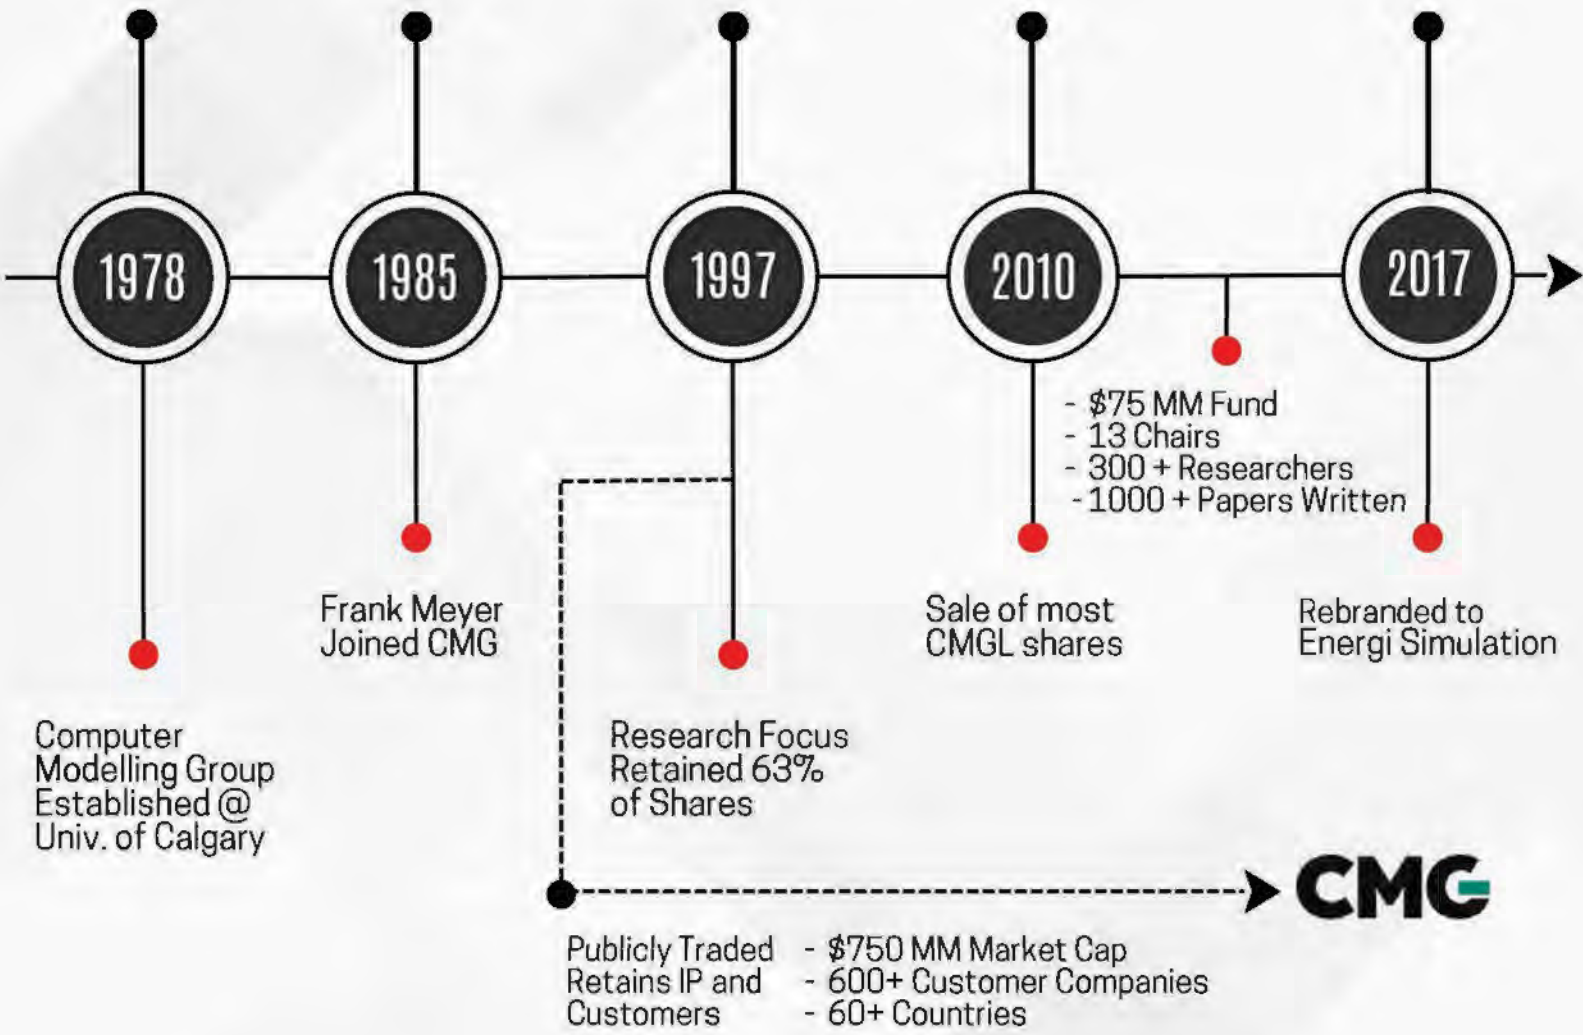 1978
1985
1997
2010
2017
- $75 MM Fund
- 13 Chairs
- 300 + Researchers
- 1000 + Papers Written
Computer
Modelling Group
Established @
Univ. of Calgary
Frank Meyer
Joined CMG
Research Focus
Retained 63%
of Shares
Sale of most
CMGL shares
Rebranded to
Energi Simulation
CMG
Publicly Traded
Retains IP and
Customers
- $750 MM Market Cap
- 600+ Customer Companies
- 60+ Countries